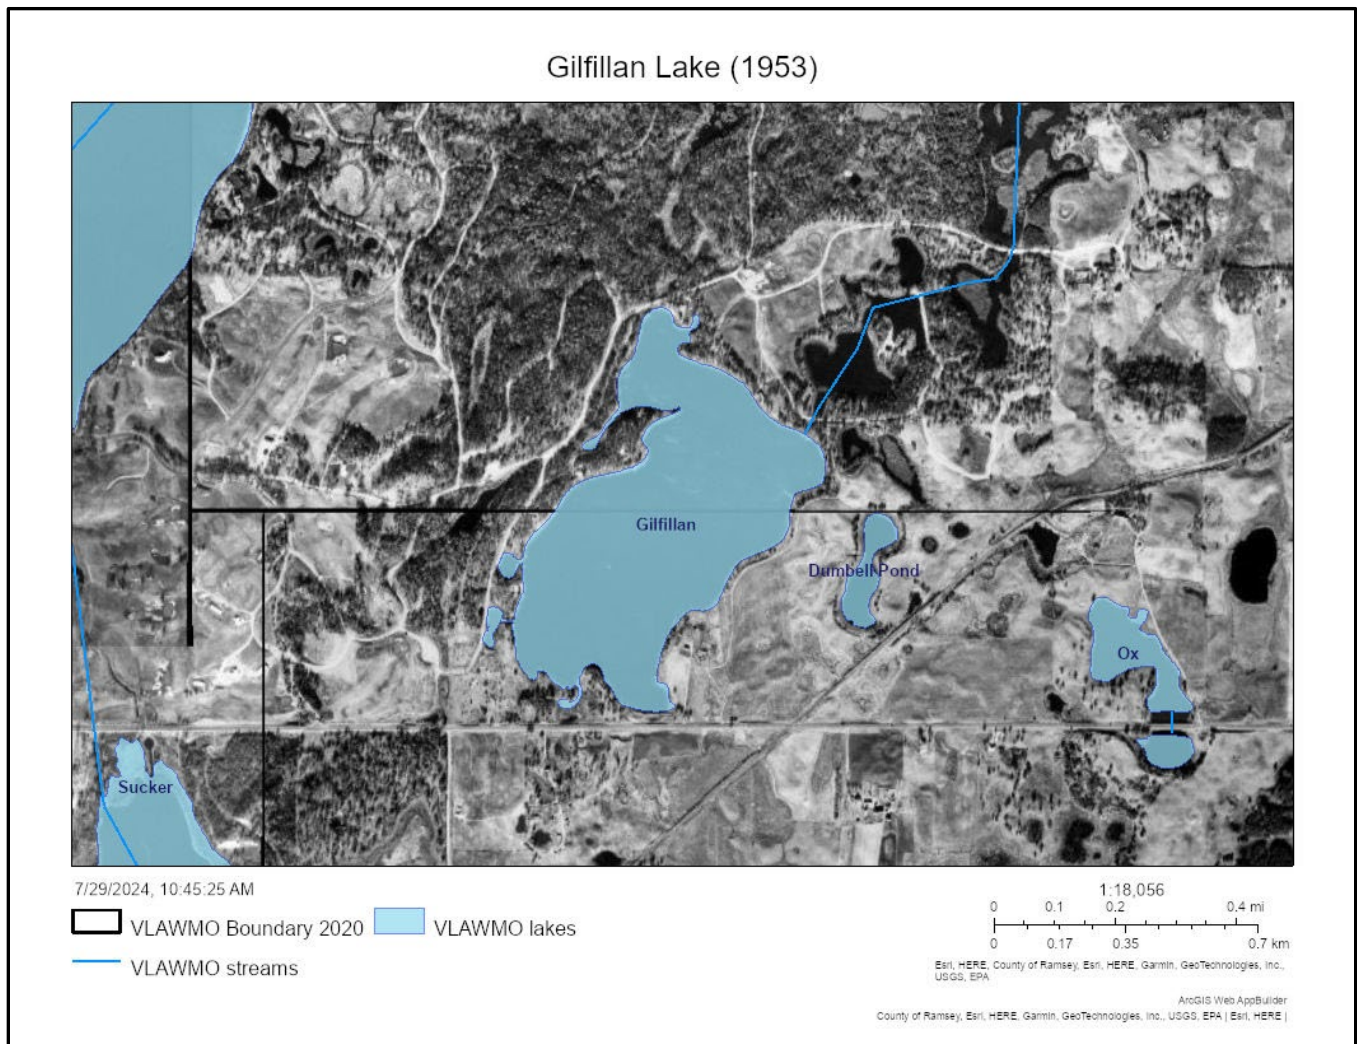 Gilfillan Lake (1953)
Gilfillan
Dumbell Pond
Ox
Sucker
7/29/2024, 10:45:25 AM
VLAWMO Boundary 2020
VLAWMO lakes
VLAWMO streams
1:18,056
0 0.1 0.2 0.4 mi
0 0.17 0.35 0.7 km
Esri, HERE, County of Ramsey, Esri, HERE, Garmin, GeoTechnologies, Inc.,
USGS, EPA
ArcGIS Web AppBuilder
County of Ramsey, Esri, HERE, Garmin, GeoTechnologies, Inc., USGS, EPA | Esri, HERE |